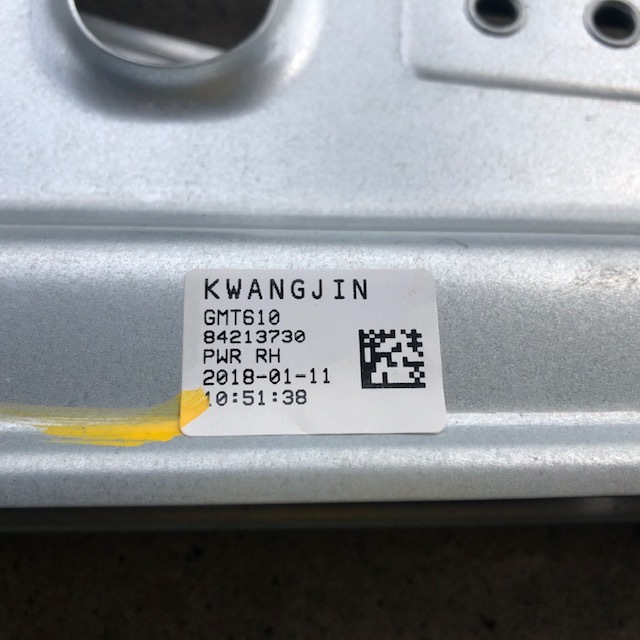 KWANGJIN
GMT610
84213730
PWR RH
2018-01-11
10:51:38